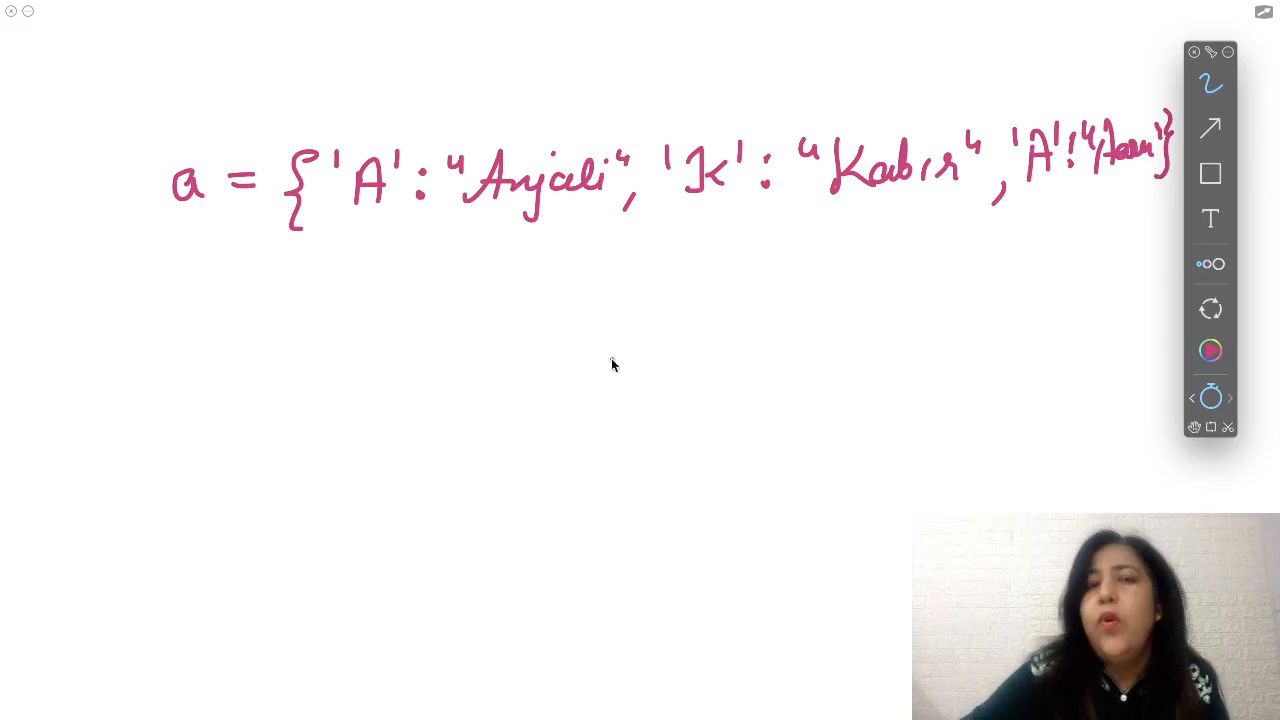 a = {'A' : "Anjali", 'K' : "Kabir", 'A' : " "}